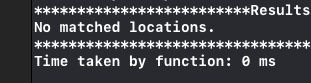 *************************Results
No matched locations.
********************************
Time taken by function: 0 ms